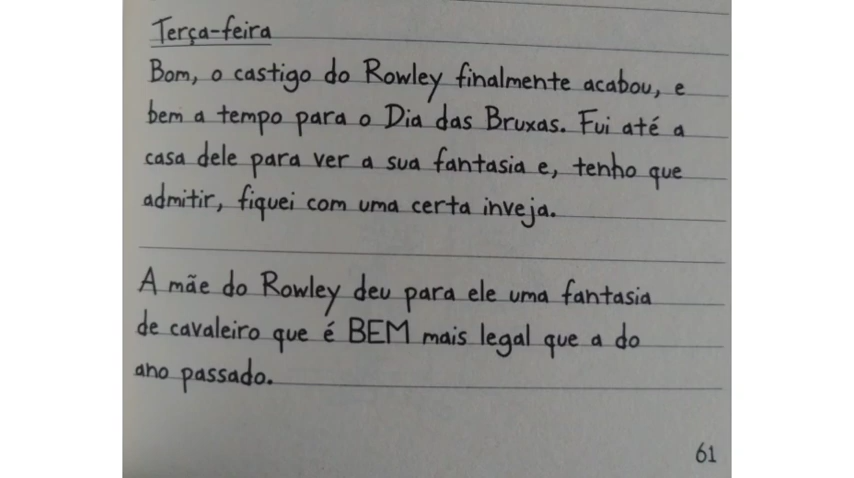 Terça-feira
Bom, o castigo do Rowley finalmente acabou, e
bem a tempo para o Dia das Bruxas. Fui até a
casa dele para ver a sua fantasia e, tenho que
admitir, fiquei com uma certa inveja.
A mãe do Rowley deu para ele uma fantasia
de cavaleiro que é BEM mais legal que a do
ano passado.
61